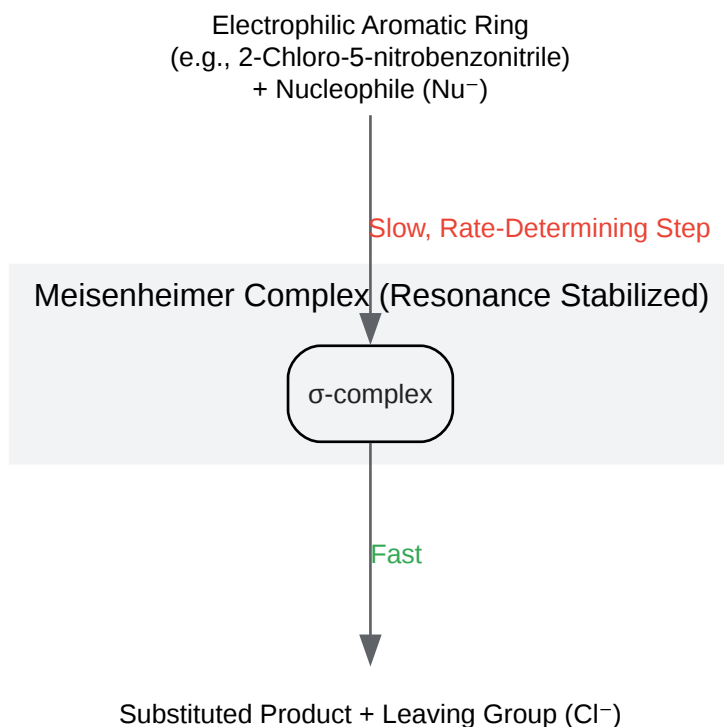 Electrophilic Aromatic Ring
(e.g., 2-Chloro-5-nitrobenzonitrile)
+ Nucleophile (Nu⁻)
Slow, Rate-Determining Step
Meisenheimer Complex (Resonance Stabilized)
σ-complex
Fast
Substituted Product + Leaving Group (Cl⁻)